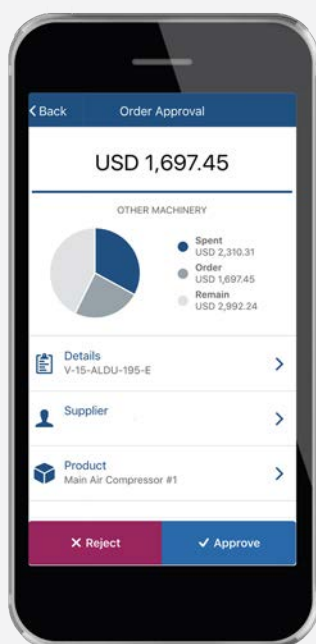 Back
Order Approval
USD 1,697.45
OTHER MACHINERY
Spent
USD 2,310.31
Order
USD 1,697.45
Remain
USD 2,992.24
Details
V-15-ALDU-195-E
Supplier
Product
Main Air Compressor #1
Reject
Approve